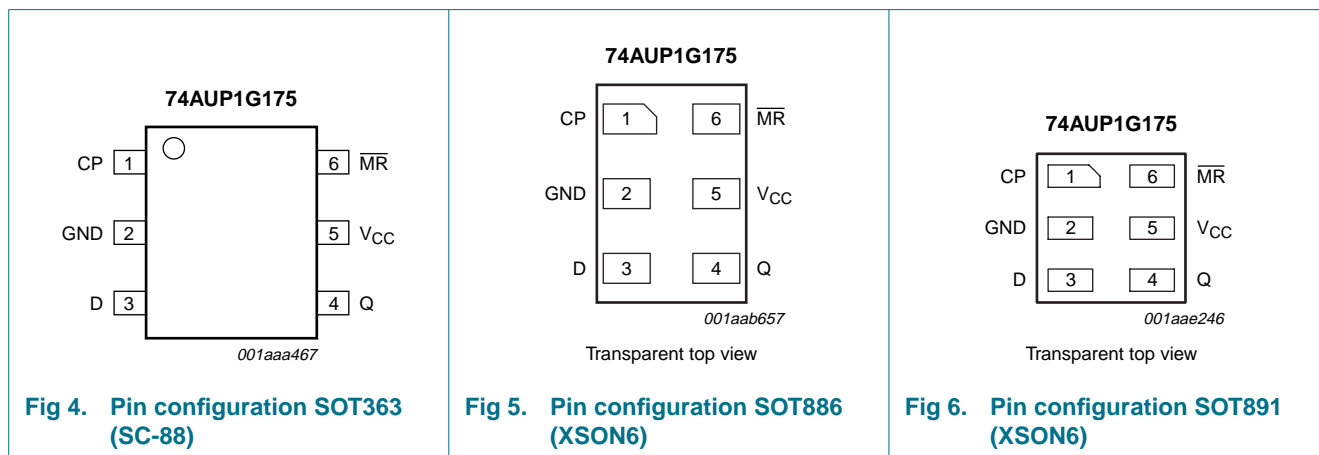 74AUP1G175
CP 1 6 M̅R̅
GND 2 5 VCC
D 3 4 Q
001aaa467
Fig 4. Pin configuration SOT363
(SC-88)
74AUP1G175
CP 1 6 M̅R̅
GND 2 5 VCC
D 3 4 Q
001aab657
Transparent top view
Fig 5. Pin configuration SOT886
(XSON6)
74AUP1G175
CP 1 6 M̅R̅
GND 2 5 VCC
D 3 4 Q
001aae246
Transparent top view
Fig 6. Pin configuration SOT891
(XSON6)